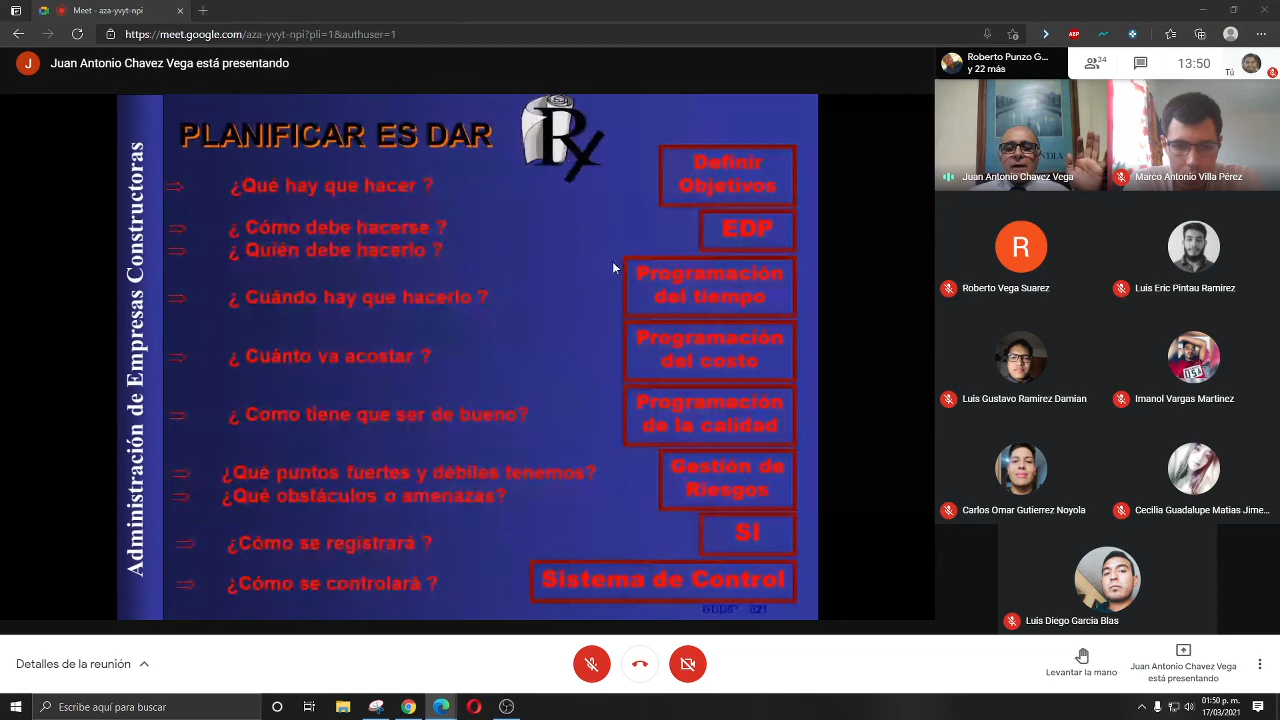 Meet - aza-yvyt-npi
https://meet.google.com/aza-yvyt-npi?pli=1&authuser=1
J
Juan Antonio Chavez Vega está presentando
Roberto Punzo G...
y 22 más
34
13:50
Tú
Administración de Empresas Constructoras
PLANIFICAR ES DAR
Rx
¿Qué hay que hacer ?
Definir
Objetivos
¿ Cómo debe hacerse ?
¿ Quién debe hacerlo ?
EDP
¿ Cuándo hay que hacerlo ?
Programación
del tiempo
¿ Cuánto va acostar ?
Programación
del costo
¿ Como tiene que ser de bueno?
Programación
de la calidad
¿Qué puntos fuertes y débiles tenemos?
¿Qué obstáculos o amenazas?
Gestión de
Riesgos
¿Cómo se registrará ?
SI
¿Cómo se controlará ?
Sistema de Control
Juan Antonio Chavez Vega
Marco Antonio Villa Pérez
R
Roberto Vega Suarez
Luis Eric Pintau Ramirez
Luis Gustavo Ramirez Damian
USA
Imanol Vargas Martinez
Carlos Omar Gutierrez Noyola
Cecilia Guadalupe Matias Jime...
Luis Diego Garcia Blas
Detalles de la reunión
Levantar la mano
Juan Antonio Chavez Vega
está presentando
Escribe aquí para buscar
01:50 p. m.
17/03/2021